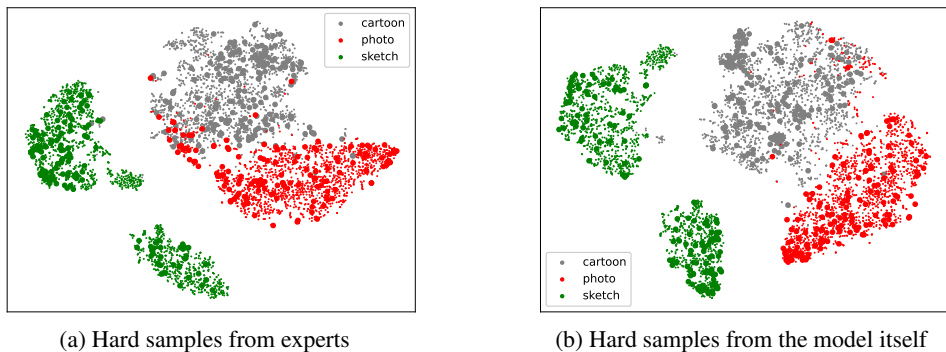 cartoon
photo
sketch
cartoon
photo
sketch
(a) Hard samples from experts
(b) Hard samples from the model itself